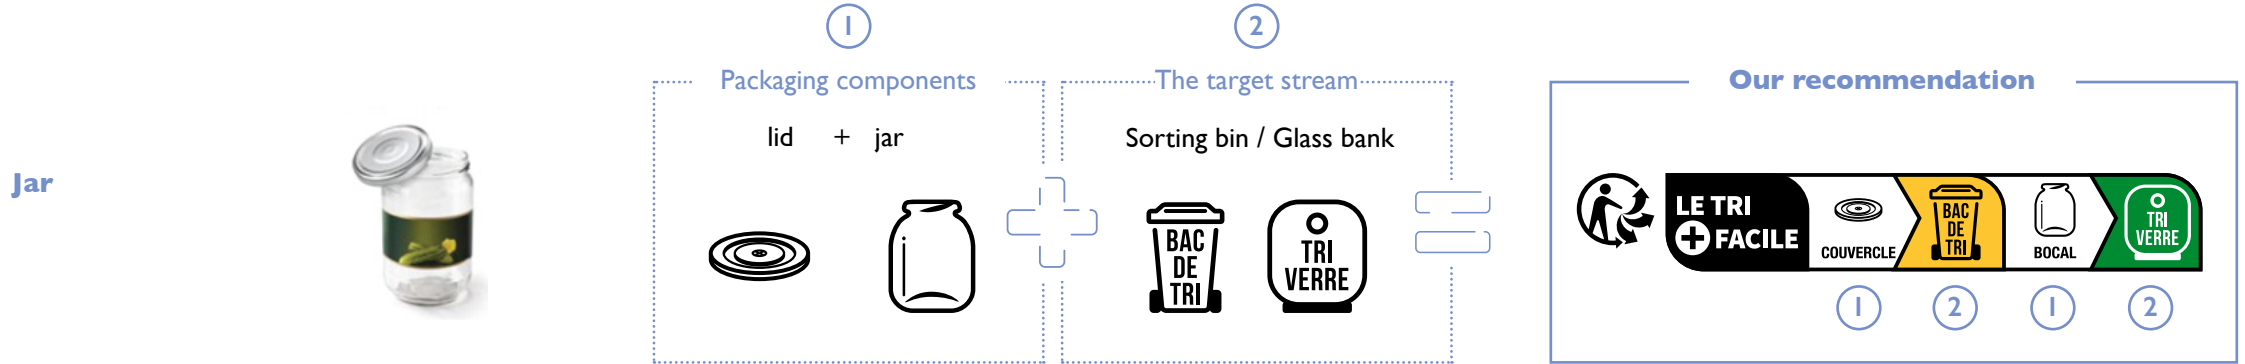 Jar
1
Packaging components
lid + jar
2
The target stream
Sorting bin / Glass bank
BAC
DE
TRI
TRI
VERRE
Our recommendation
LE TRI
+ FACILE
COUVERCLE
BAC
DE
TRI
BOCAL
TRI
VERRE
1 2 1 2